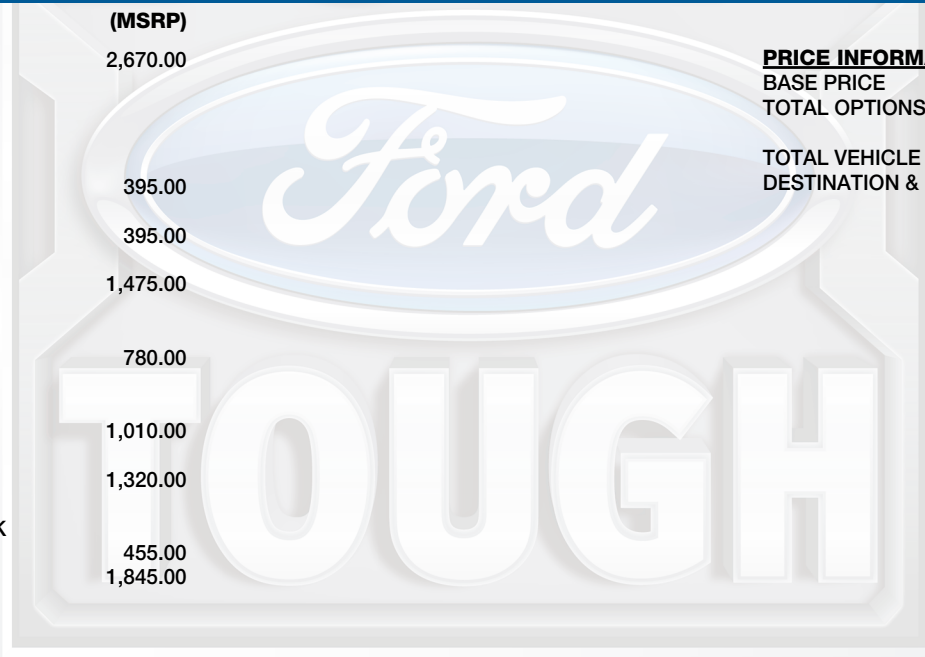 (MSRP)
2,670.00
395.00
395.00
1,475.00
780.00
1,010.00
1,320.00
K
455.00
1,845.00
PRICE INFORMA
BASE PRICE
TOTAL OPTIONS
TOTAL VEHICLE
DESTINATION &
Ford
TOUGH